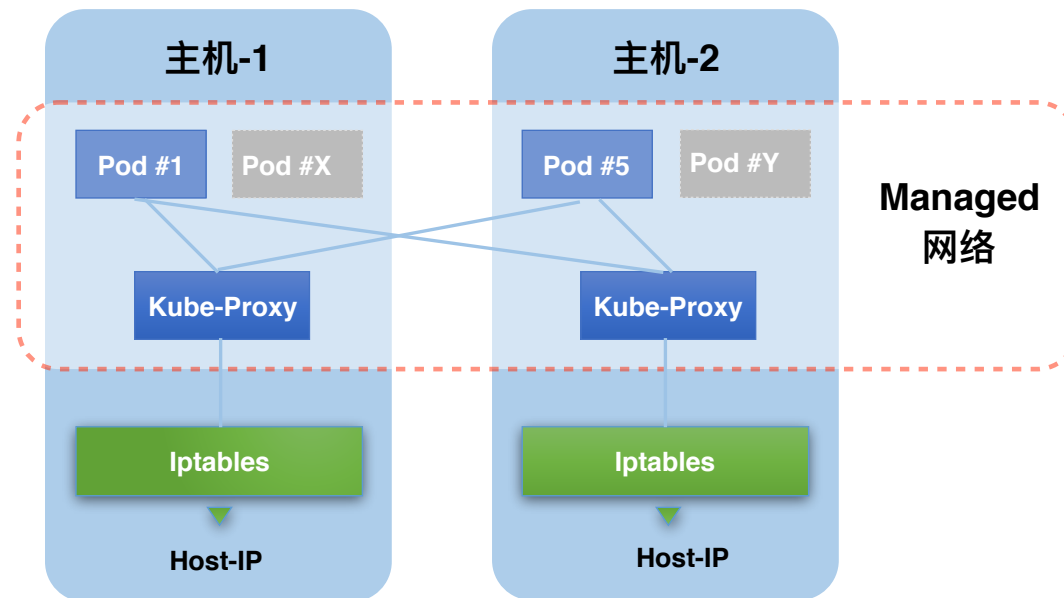 主机-1
主机-2
Pod #1
Pod #X
Pod #5
Pod #Y
Managed
网络
Kube-Proxy
Kube-Proxy
Iptables
Iptables
Host-IP
Host-IP